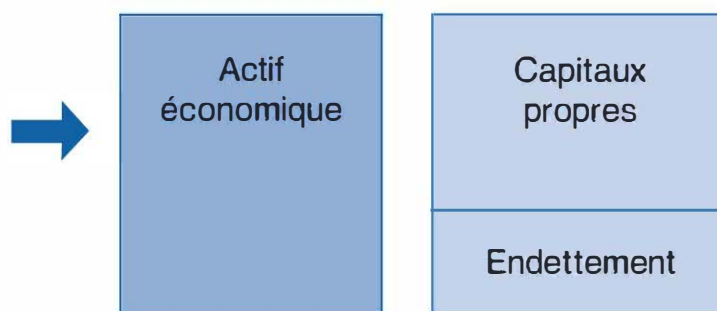 Actif
économique
Capitaux
propres
Endettement